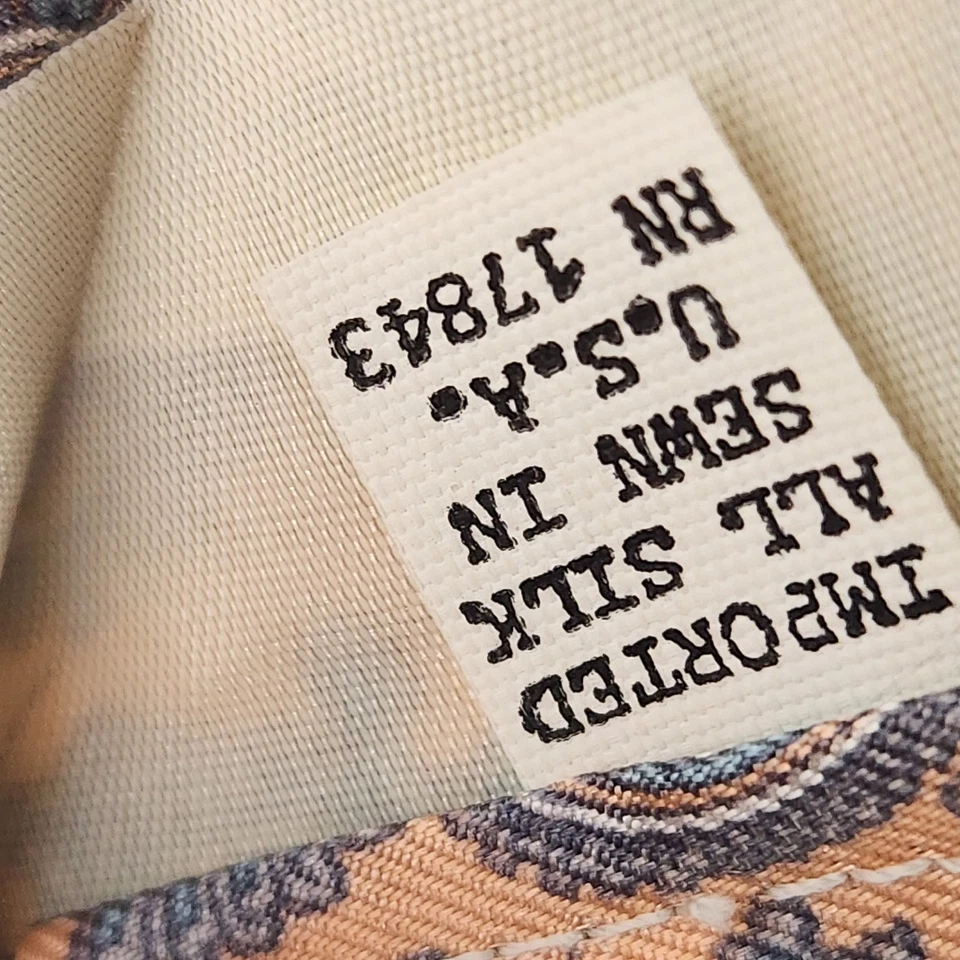 IMPORTED
ALL SILK
SEWN IN
U.S.A.
RN 17843